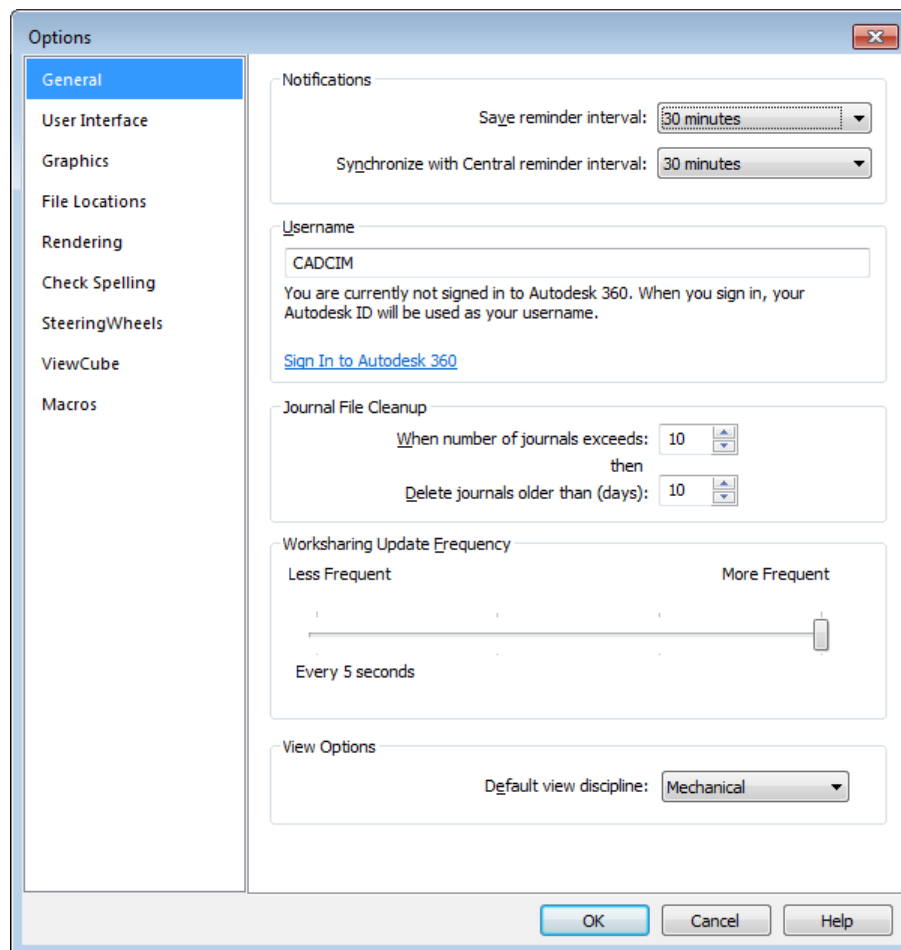 Options
General
User Interface
Graphics
File Locations
Rendering
Check Spelling
SteeringWheels
ViewCube
Macros
Notifications
Save reminder interval: 30 minutes
Synchronize with Central reminder interval: 30 minutes
Username
CADCIM
You are currently not signed in to Autodesk 360. When you sign in, your
Autodesk ID will be used as your username.
Sign In to Autodesk 360
Journal File Cleanup
When number of journals exceeds: 10
then
Delete journals older than (days): 10
Worksharing Update Frequency
Less Frequent More Frequent
Every 5 seconds
View Options
Default view discipline: Mechanical
OK Cancel Help